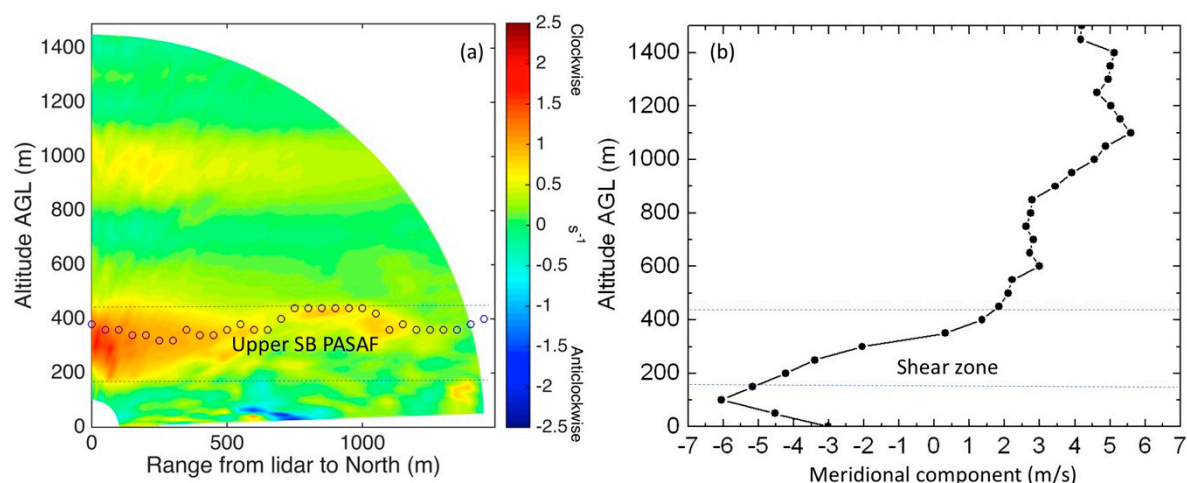 (a)
Altitude AGL (m)
1400
1200
1000
800
600
400
200
0
Upper SB PASAF
0
500
1000
Range from lidar to North (m)
2.5
2
1.5
1
0.5
0
-0.5
-1
-1.5
-2
-2.5
Clockwise
s⁻¹
Anticlockwise
(b)
Altitude AGL (m)
1400
1200
1000
800
600
400
200
0
Shear zone
-7 -6 -5 -4 -3 -2 -1 0 1 2 3 4 5 6 7
Meridional component (m/s)